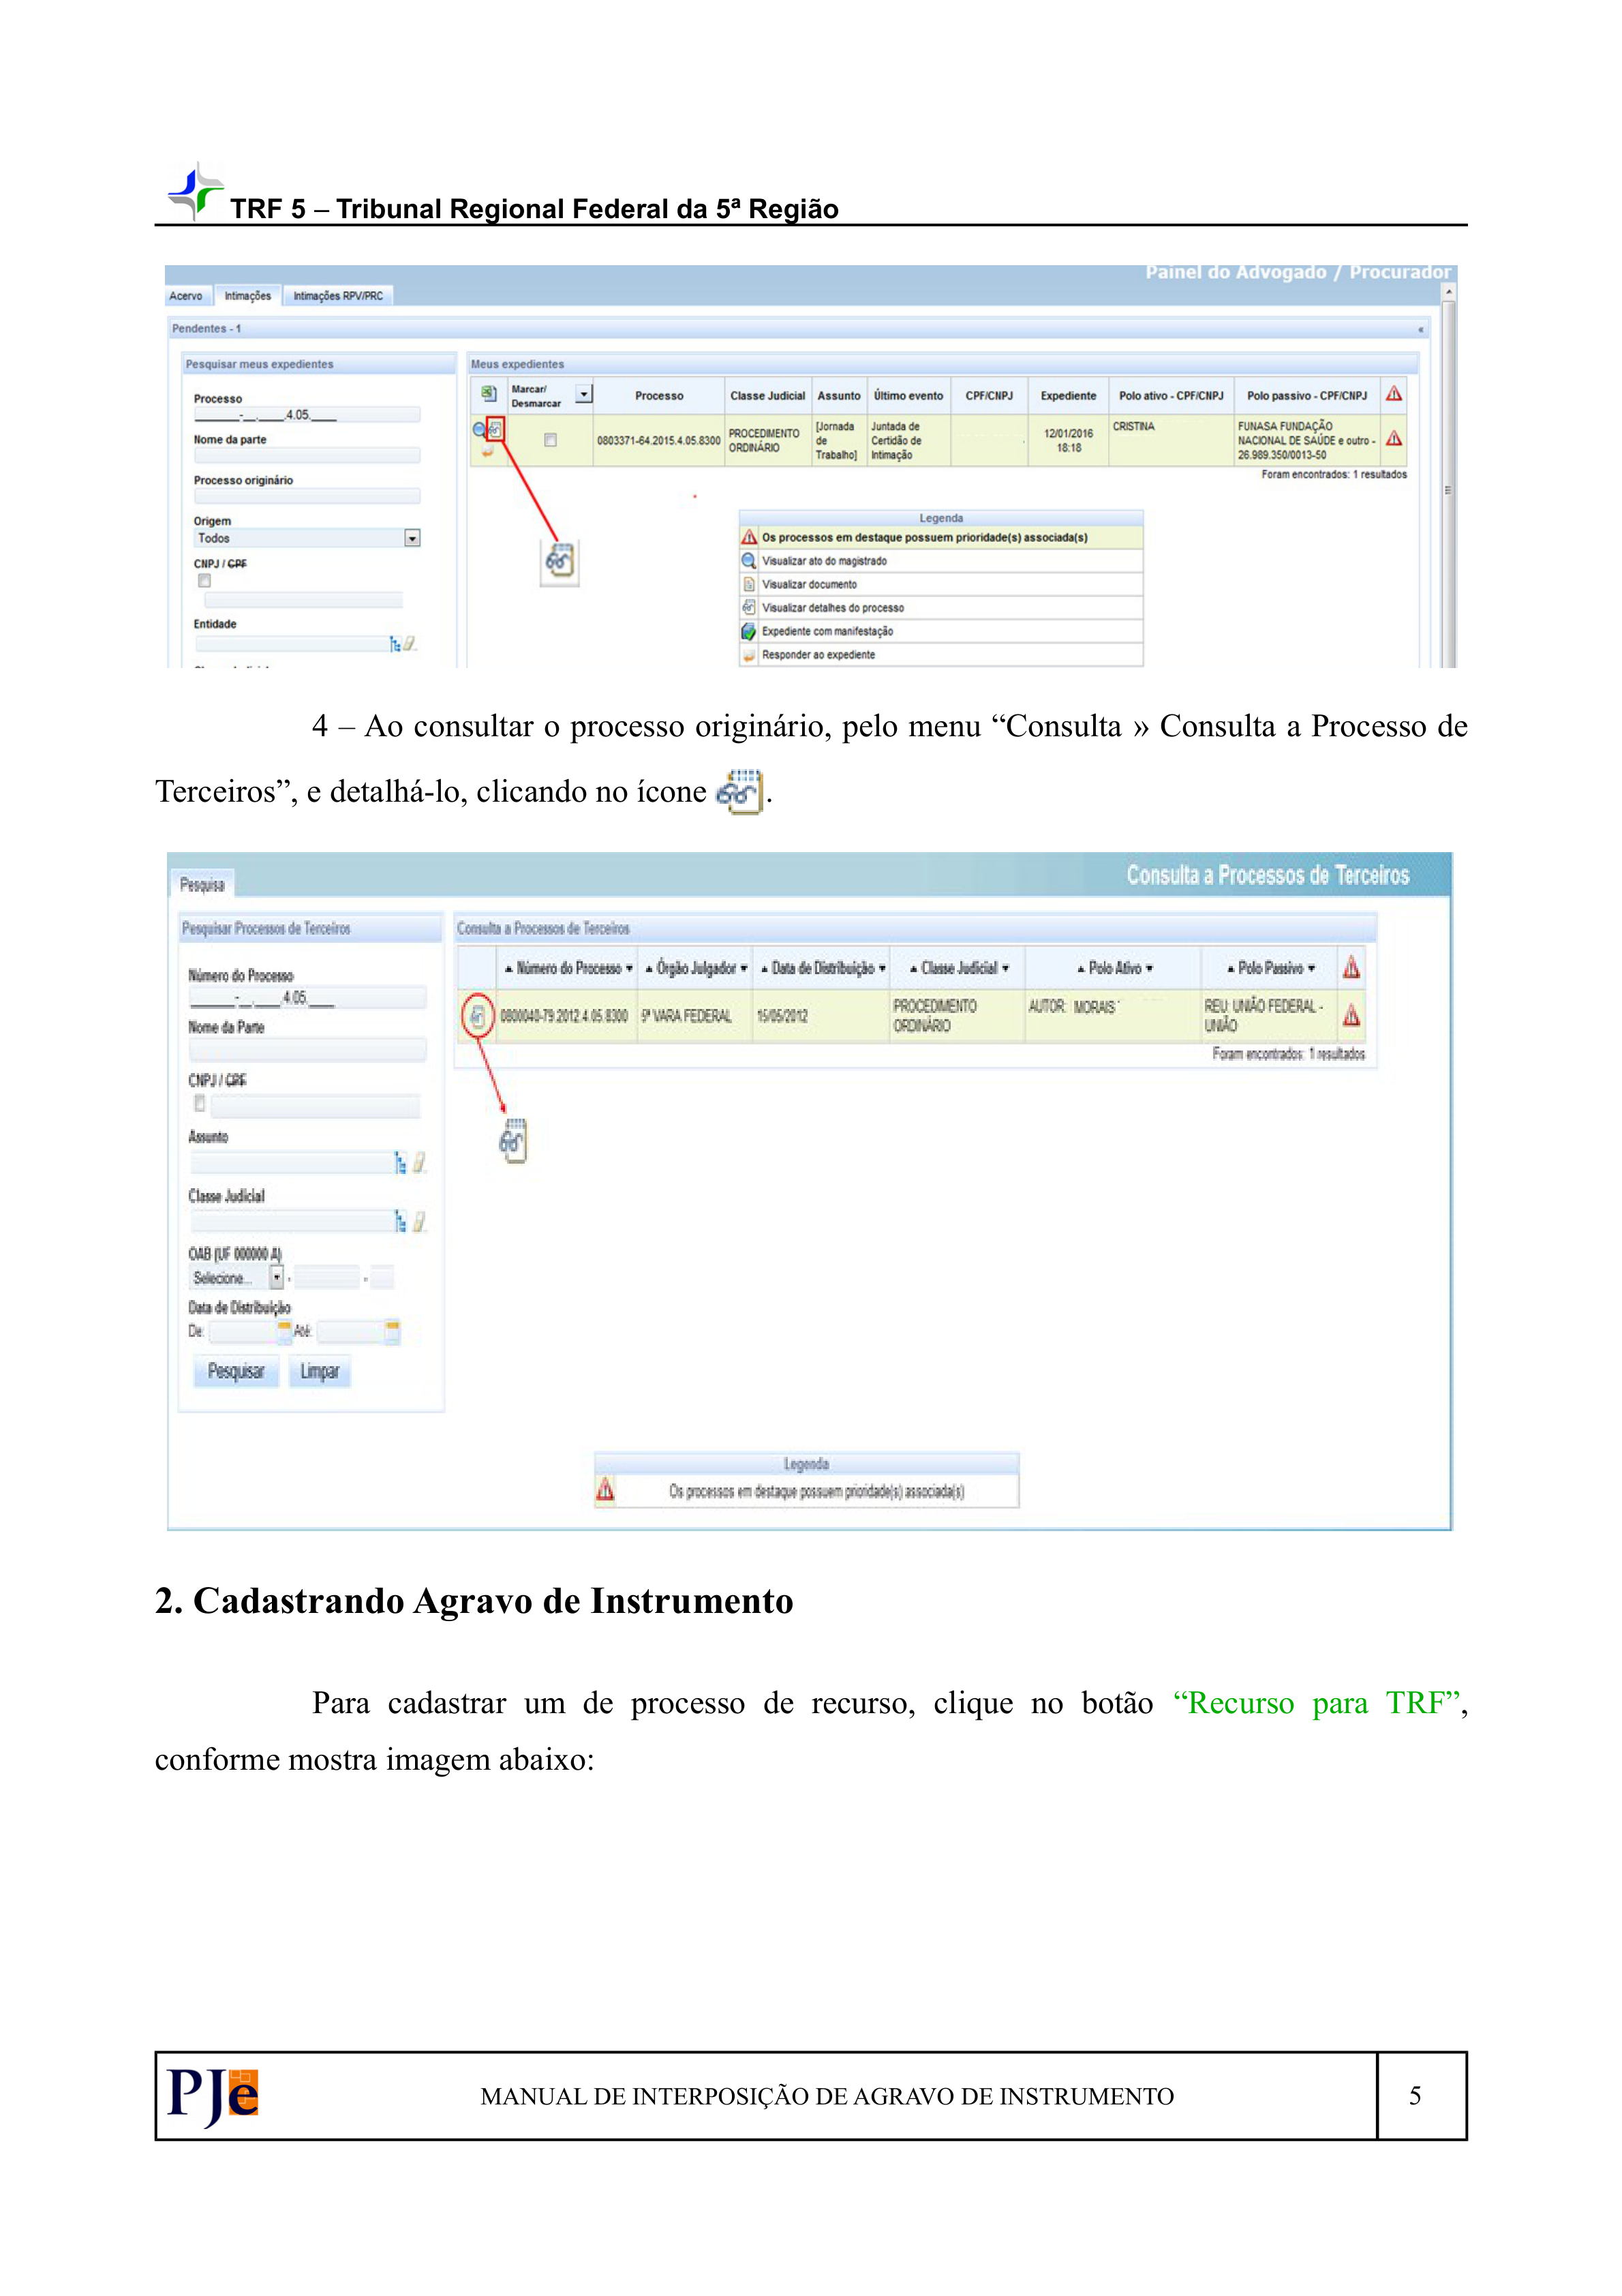 TRF 5 – Tribunal Regional Federal da 5ª Região
Painel do Advogado / Procurador
Acervo Intimações Intimações RPV/PRC
Pendentes - 1 «
Pesquisar meus expedientes
Processo
_______-__.____.4.05.____
Nome da parte
Processo originário
Origem
Todos
CNPJ / CPF
Entidade
Meus expedientes
Marcar/ Desmarcar Processo Classe Judicial Assunto Último evento CPF/CNPJ Expediente Polo ativo - CPF/CNPJ Polo passivo - CPF/CNPJ
0803371-64.2015.4.05.8300 PROCEDIMENTO ORDINÁRIO [Jornada de Trabalho] Juntada de Certidão de Intimação 12/01/2016 18:18 CRISTINA FUNASA FUNDAÇÃO NACIONAL DE SAÚDE e outro - 26.989.350/0013-50
Foram encontrados: 1 resultados
Legenda
Os processos em destaque possuem prioridade(s) associada(s)
Visualizar ato do magistrado
Visualizar documento
Visualizar detalhes do processo
Expediente com manifestação
Responder ao expediente
4 – Ao consultar o processo originário, pelo menu “Consulta » Consulta a Processo de
Terceiros”, e detalhá-lo, clicando no ícone .
Consulta a Processos de Terceiros
Pesquisa
Pesquisar Processos de Terceiros
Número do Processo
_______-__.____.4.05.____
Nome da Parte
CNPJ / CPF
Assunto
Classe Judicial
OAB (UF 000000 A)
Selecione... - -
Data de Distribuição
De: Até:
Pesquisar Limpar
Consulta a Processos de Terceiros
Número do Processo Órgão Julgador Data de Distribuição Classe Judicial Polo Ativo Polo Passivo
0800040-79.2012.4.05.8300 5ª VARA FEDERAL 15/05/2012 PROCEDIMENTO ORDINÁRIO AUTOR: MORAIS REU: UNIÃO FEDERAL - UNIÃO
Foram encontrados: 1 resultados
Legenda
Os processos em destaque possuem prioridade(s) associada(s)
2. Cadastrando Agravo de Instrumento
Para cadastrar um de processo de recurso, clique no botão “Recurso para TRF”,
conforme mostra imagem abaixo:
PJe
MANUAL DE INTERPOSIÇÃO DE AGRAVO DE INSTRUMENTO
5